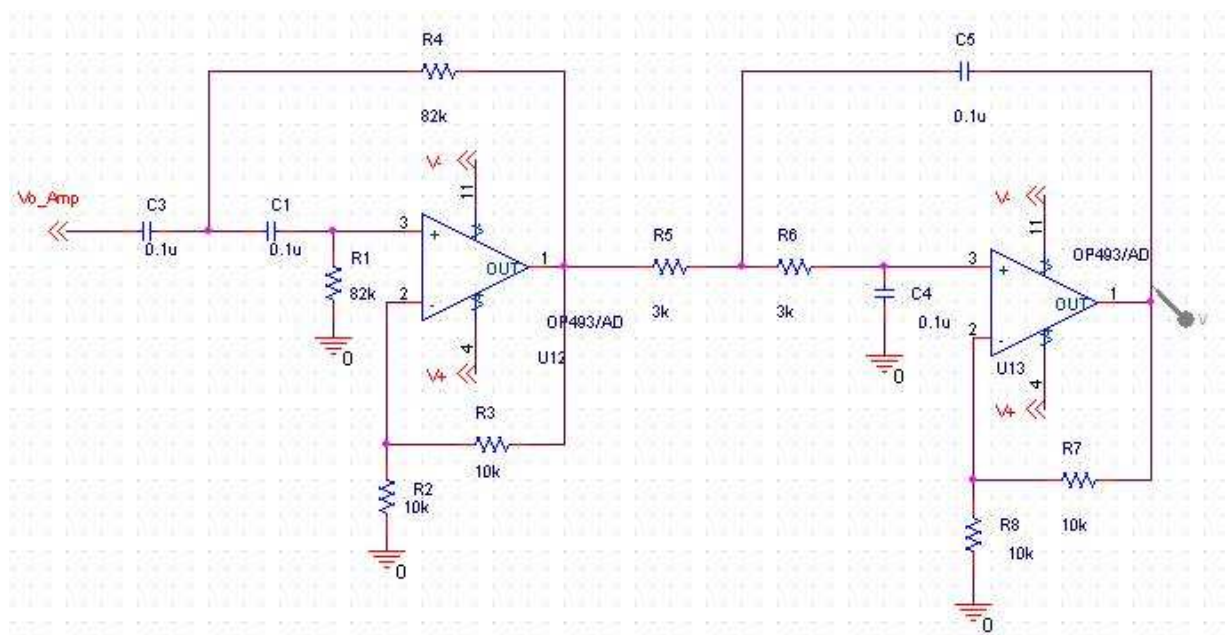 R4
82k
C5
0.1u
V-
11
Vo_Amp
C3
0.1u
C1
0.1u
3
+
R1
82k
0
2
-
OUT
1
OP493/AD
U12
4
V+
R3
10k
R2
10k
0
R5
3k
R6
3k
C4
0.1u
0
V-
11
OP493/AD
3
+
OUT
1
2
-
U13
4
V+
V
R7
10k
R8
10k
0